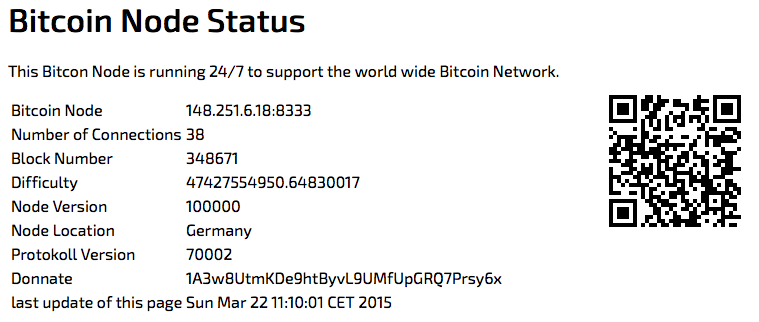 Bitcoin Node Status
This Bitcon Node is running 24/7 to support the world wide Bitcoin Network.
Bitcoin Node 148.251.6.18:8333
Number of Connections 38
Block Number 348671
Difficulty 47427554950.64830017
Node Version 100000
Node Location Germany
Protokoll Version 70002
Donnate 1A3w8UtmKDe9htByvL9UMfUpGRQ7Prsy6x
last update of this page Sun Mar 22 11:10:01 CET 2015